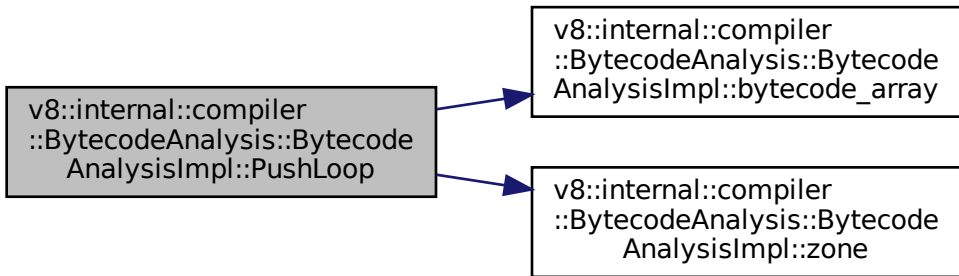 v8::internal::compiler
::BytecodeAnalysis::Bytecode
AnalysisImpl::PushLoop
v8::internal::compiler
::BytecodeAnalysis::Bytecode
AnalysisImpl::bytecode_array
v8::internal::compiler
::BytecodeAnalysis::Bytecode
AnalysisImpl::zone